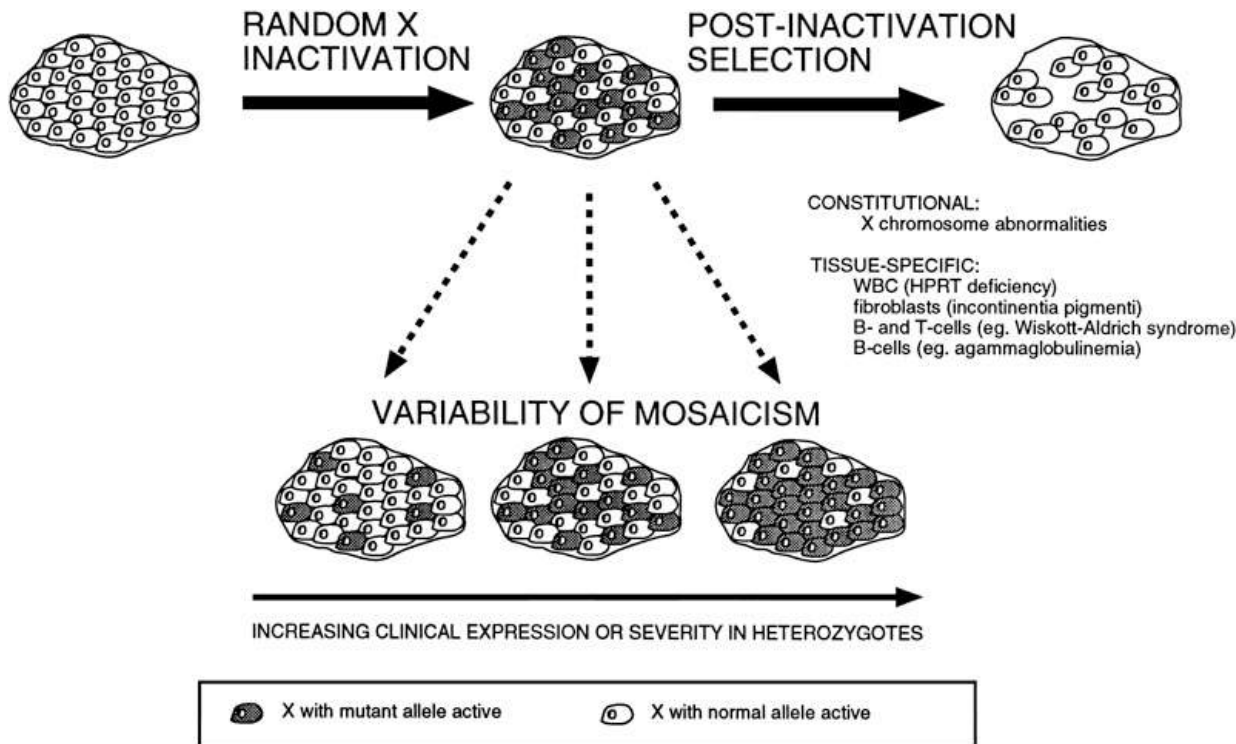 RANDOM X
INACTIVATION
POST-INACTIVATION
SELECTION
CONSTITUTIONAL:
X chromosome abnormalities
TISSUE-SPECIFIC:
WBC (HPRT deficiency)
fibroblasts (incontinentia pigmenti)
B- and T-cells (eg. Wiskott-Aldrich syndrome)
B-cells (eg. agammaglobulinemia)
VARIABILITY OF MOSAICISM
INCREASING CLINICAL EXPRESSION OR SEVERITY IN HETEROZYGOTES
X with mutant allele active
X with normal allele active